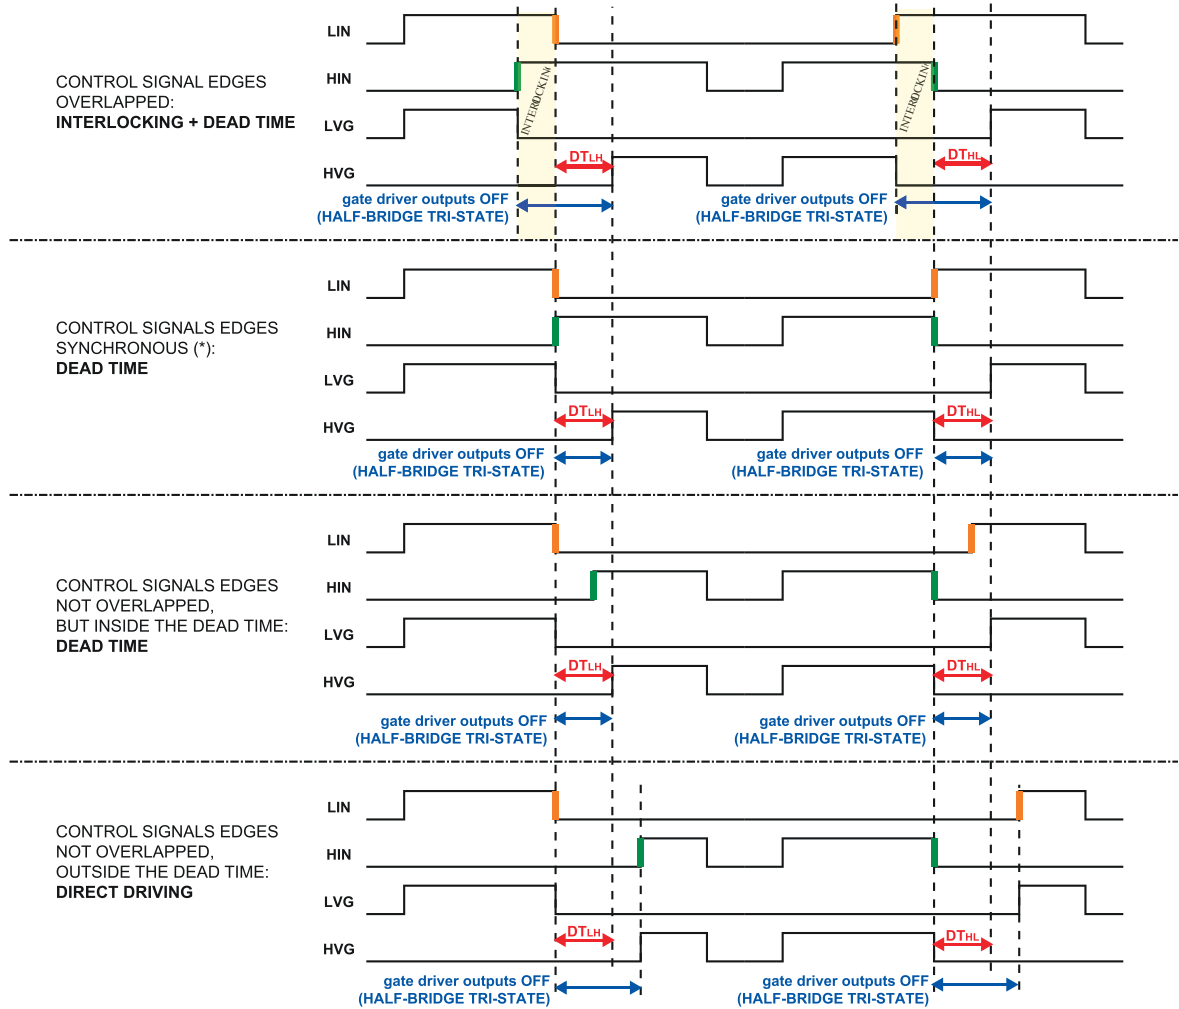 LIN
HIN
LVG
HVG
CONTROL SIGNAL EDGES
OVERLAPPED:
INTERLOCKING + DEAD TIME
INTERLOCKING
INTERLOCKING
DTLH
DTHL
gate driver outputs OFF
(HALF-BRIDGE TRI-STATE)
gate driver outputs OFF
(HALF-BRIDGE TRI-STATE)
LIN
HIN
LVG
HVG
CONTROL SIGNALS EDGES
SYNCHRONOUS (*):
DEAD TIME
DTLH
DTHL
gate driver outputs OFF
(HALF-BRIDGE TRI-STATE)
gate driver outputs OFF
(HALF-BRIDGE TRI-STATE)
LIN
HIN
LVG
HVG
CONTROL SIGNALS EDGES
NOT OVERLAPPED,
BUT INSIDE THE DEAD TIME:
DEAD TIME
DTLH
DTHL
gate driver outputs OFF
(HALF-BRIDGE TRI-STATE)
gate driver outputs OFF
(HALF-BRIDGE TRI-STATE)
LIN
HIN
LVG
HVG
CONTROL SIGNALS EDGES
NOT OVERLAPPED,
OUTSIDE THE DEAD TIME:
DIRECT DRIVING
DTLH
DTHL
gate driver outputs OFF
(HALF-BRIDGE TRI-STATE)
gate driver outputs OFF
(HALF-BRIDGE TRI-STATE)